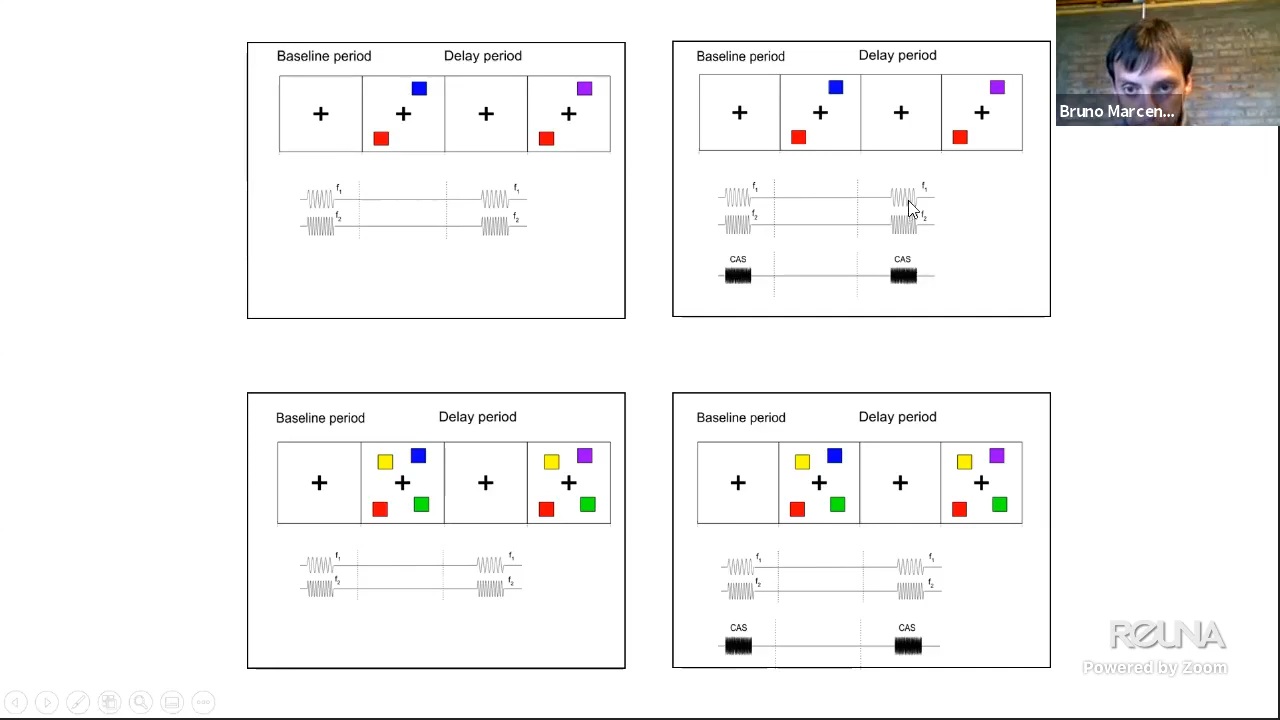 Baseline period Delay period
f1 f1
f2 f2
Baseline period Delay period
f1 f1
f2 f2
CAS CAS
Bruno Marcen...
Baseline period Delay period
f1 f1
f2 f2
Baseline period Delay period
f1 f1
f2 f2
CAS CAS
REUNA
Powered by Zoom